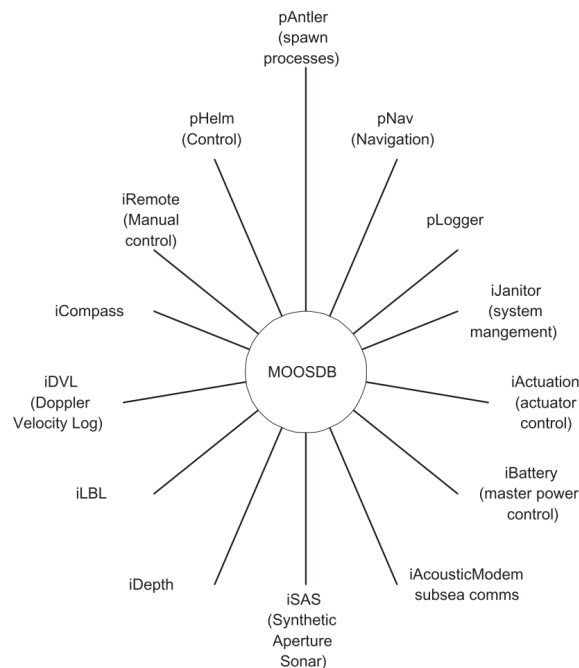 pAntler
(spawn
processes)
pHelm
(Control)
pNav
(Navigation)
iRemote
(Manual
control)
pLogger
iCompass
iJanitor
(system
mangement)
MOOSDB
iDVL
(Doppler
Velocity Log)
iActuation
(actuator
control)
iLBL
iBattery
(master power
control)
iDepth
iSAS
(Synthetic
Aperture
Sonar)
iAcousticModem
subsea comms